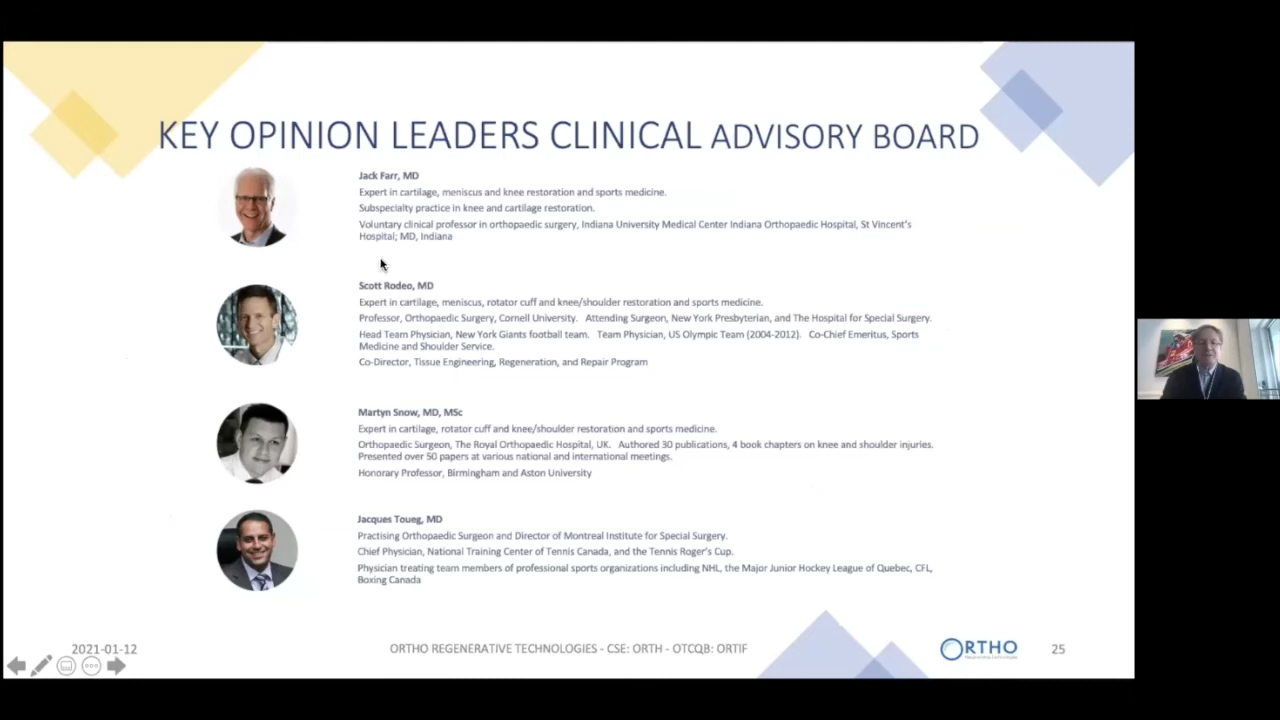 KEY OPINION LEADERS CLINICAL ADVISORY BOARD
Jack Farr, MD
Expert in cartilage, meniscus and knee restoration and sports medicine.
Subspecialty practice in knee and cartilage restoration.
Voluntary clinical professor in orthopaedic surgery, Indiana University Medical Center Indiana Orthopaedic Hospital, St Vincent's
Hospital; MD, Indiana
Scott Rodeo, MD
Expert in cartilage, meniscus, rotator cuff and knee/shoulder restoration and sports medicine.
Professor, Orthopaedic Surgery, Cornell University. Attending Surgeon, New York Presbyterian, and The Hospital for Special Surgery.
Head Team Physician, New York Giants football team. Team Physician, US Olympic Team (2004-2012). Co-Chief Emeritus, Sports
Medicine and Shoulder Service.
Co-Director, Tissue Engineering, Regeneration, and Repair Program
Martyn Snow, MD, MSc
Expert in cartilage, rotator cuff and knee/shoulder restoration and sports medicine.
Orthopaedic Surgeon, The Royal Orthopaedic Hospital, UK. Authored 30 publications, 4 book chapters on knee and shoulder injuries.
Presented over 50 papers at various national and international meetings.
Honorary Professor, Birmingham and Aston University
Jacques Toueg, MD
Practising Orthopaedic Surgeon and Director of Montreal Institute for Special Surgery.
Chief Physician, National Training Center of Tennis Canada, and the Tennis Roger's Cup.
Physician treating team members of professional sports organizations including NHL, the Major Junior Hockey League of Quebec, CFL,
Boxing Canada
2021-01-12
ORTHO REGENERATIVE TECHNOLOGIES - CSE: ORTH - OTCQB: ORTIF
ORTHO
25